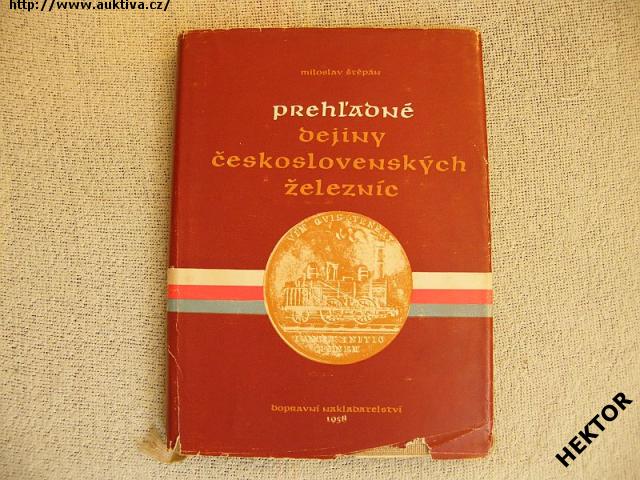 http://www.auktiva.cz/
miloslav štěpán
prehľadné
dejiny
československých
železníc
dopravní nakladatelství
1958
HEKTOR